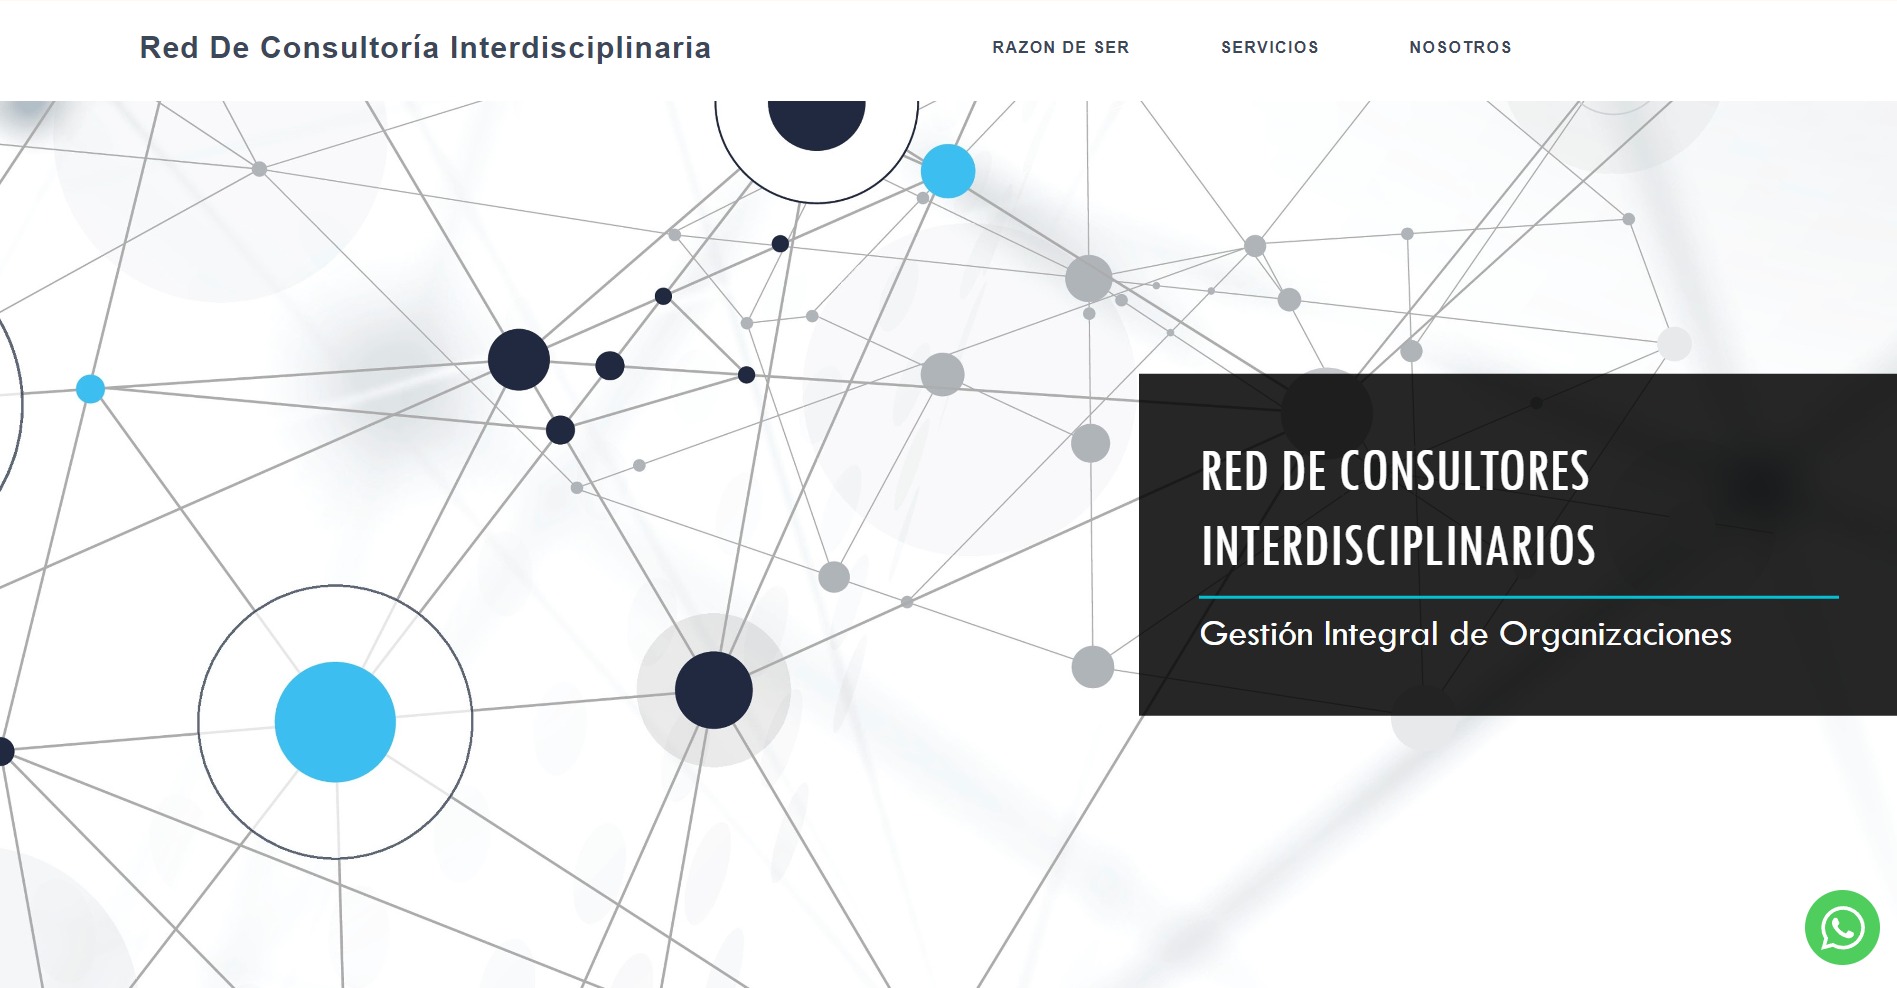 Red De Consultoría Interdisciplinaria
RAZON DE SER
SERVICIOS
NOSOTROS
RED DE CONSULTORES
INTERDISCIPLINARIOS
Gestión Integral de Organizaciones